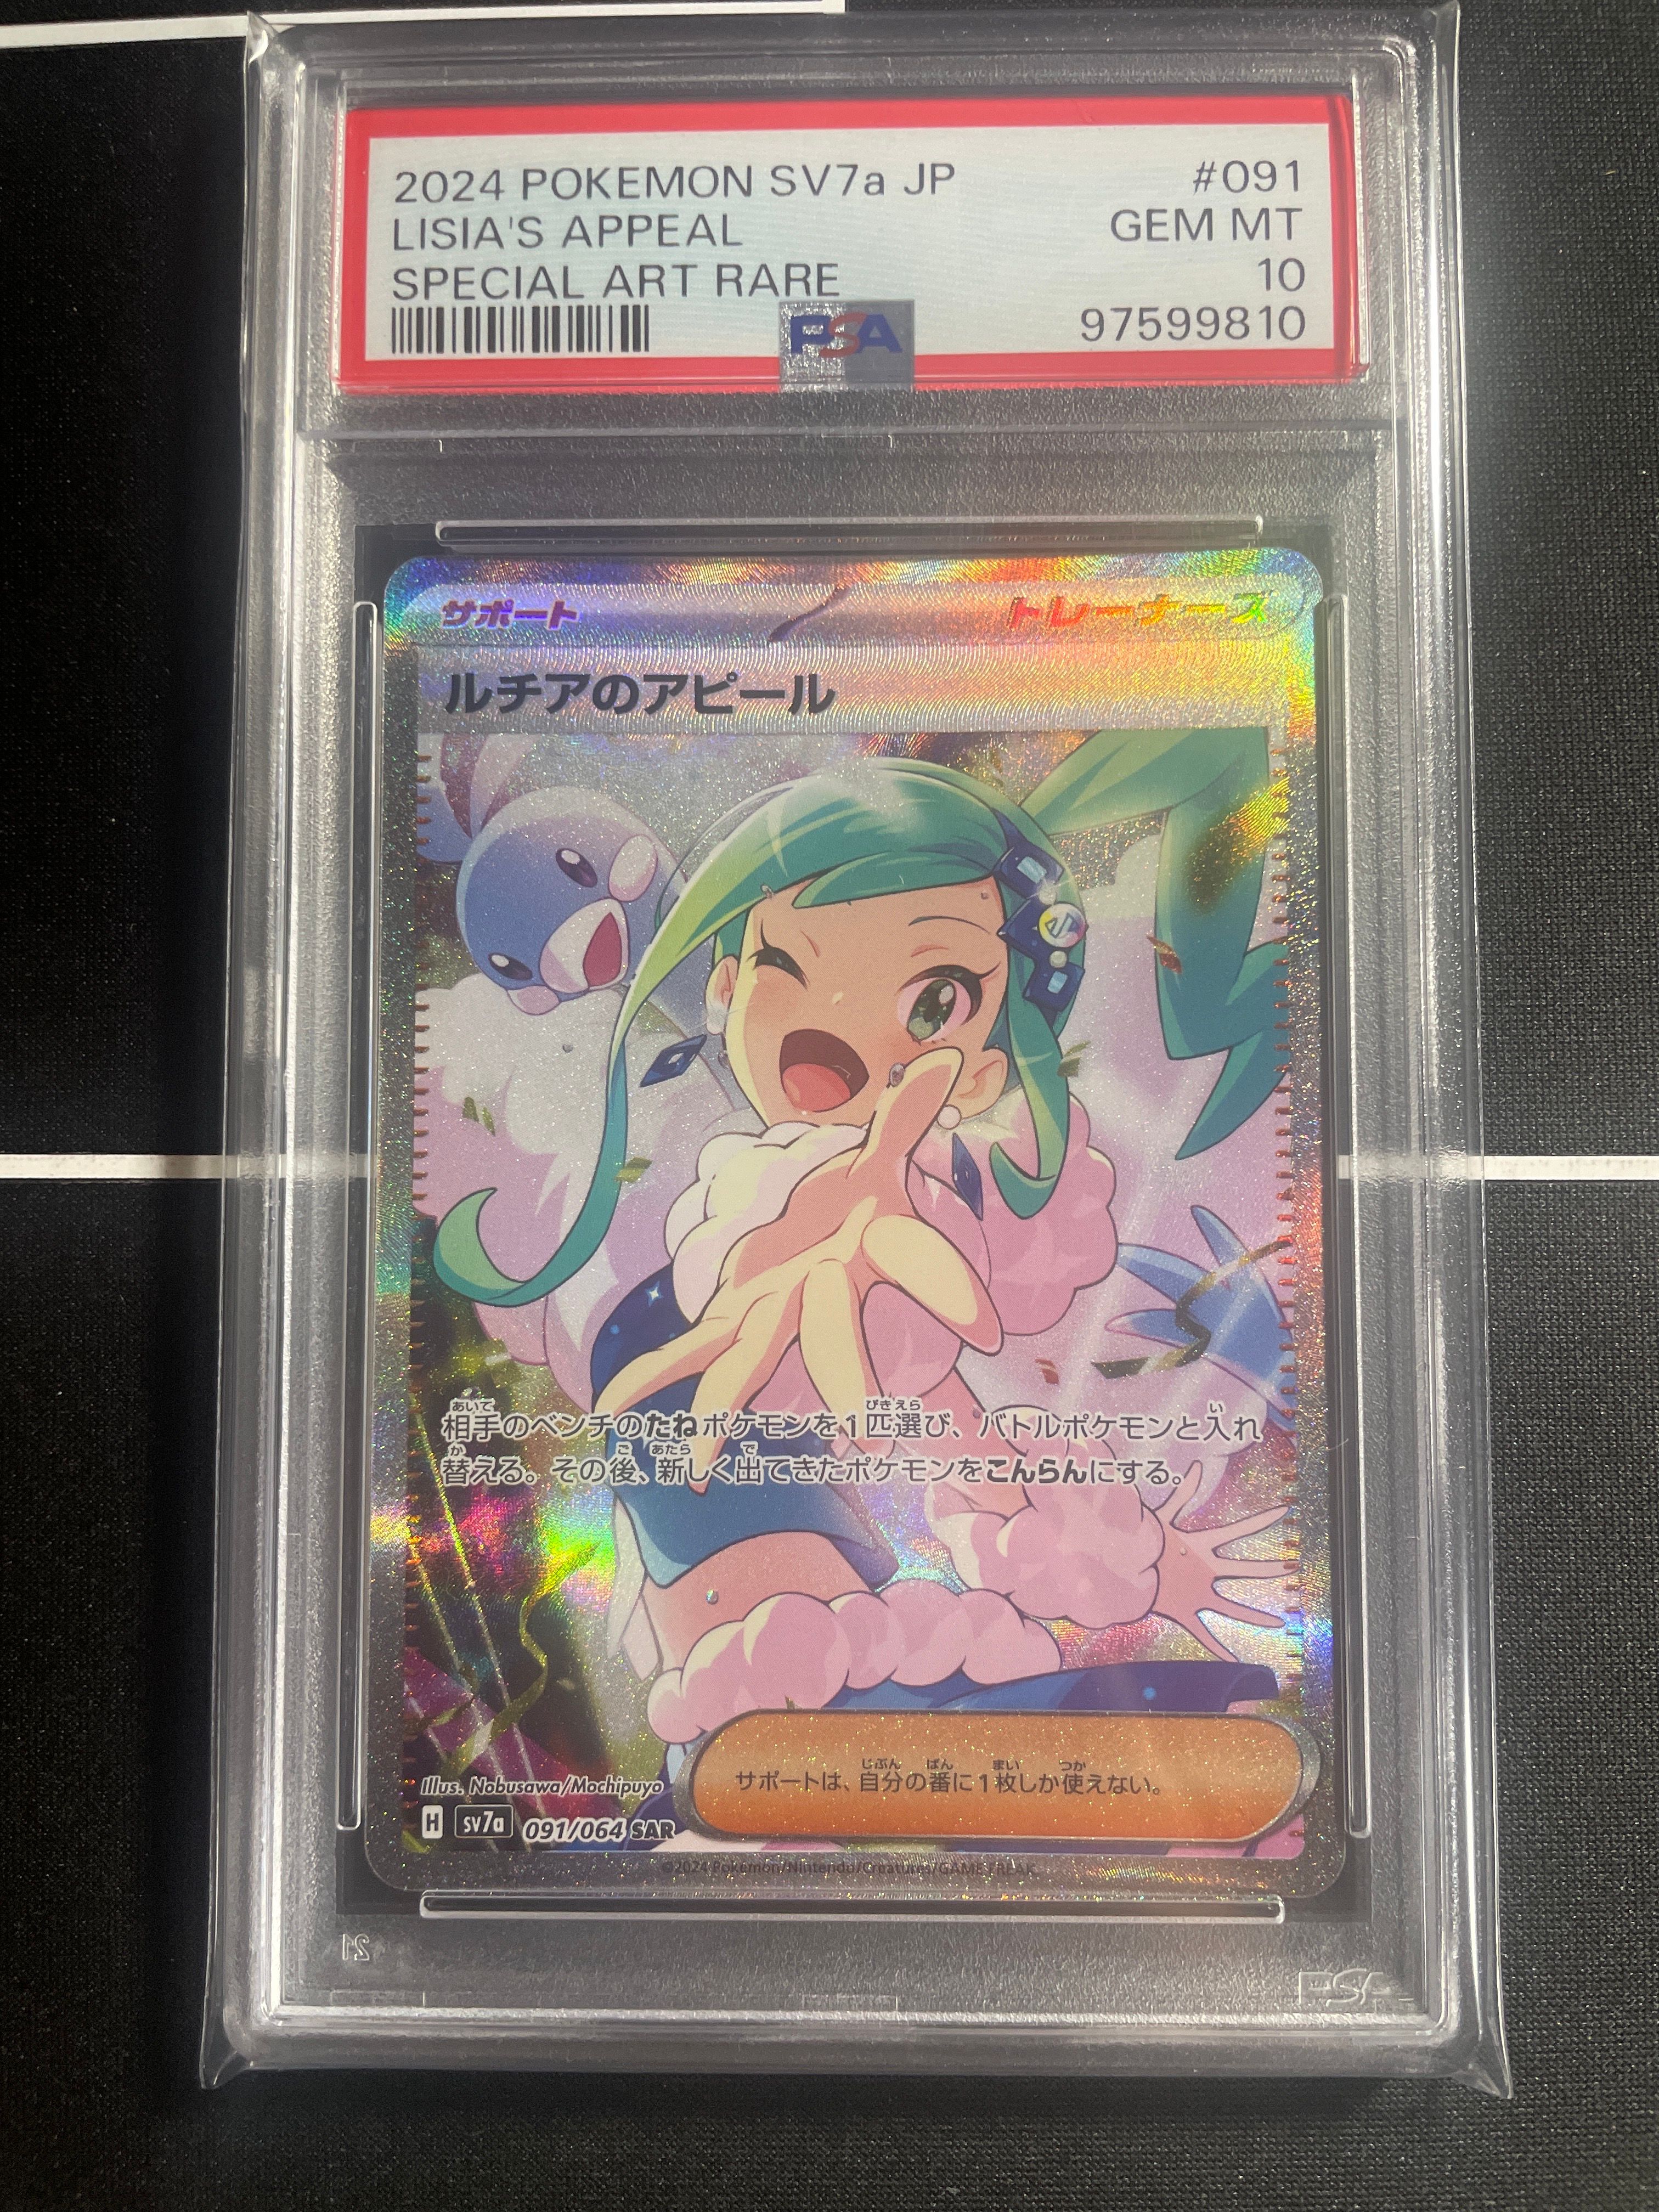 2024 POKEMON SV7a JP #091
LISIA'S APPEAL GEM MT
SPECIAL ART RARE 10
97599810
PSA
サポート トレーナーズ
ルチアのアピール
相手のベンチのたねポケモンを1匹選び、バトルポケモンと入れ
替える。その後、新しく出てきたポケモンをこんらんにする。
サポートは、自分の番に1枚しか使えない。
Illus. Nobusawa/Mochipuyo
H sv7a 091/064 SAR
©2024 Pokémon/Nintendo/Creatures/GAME FREAK
PSA